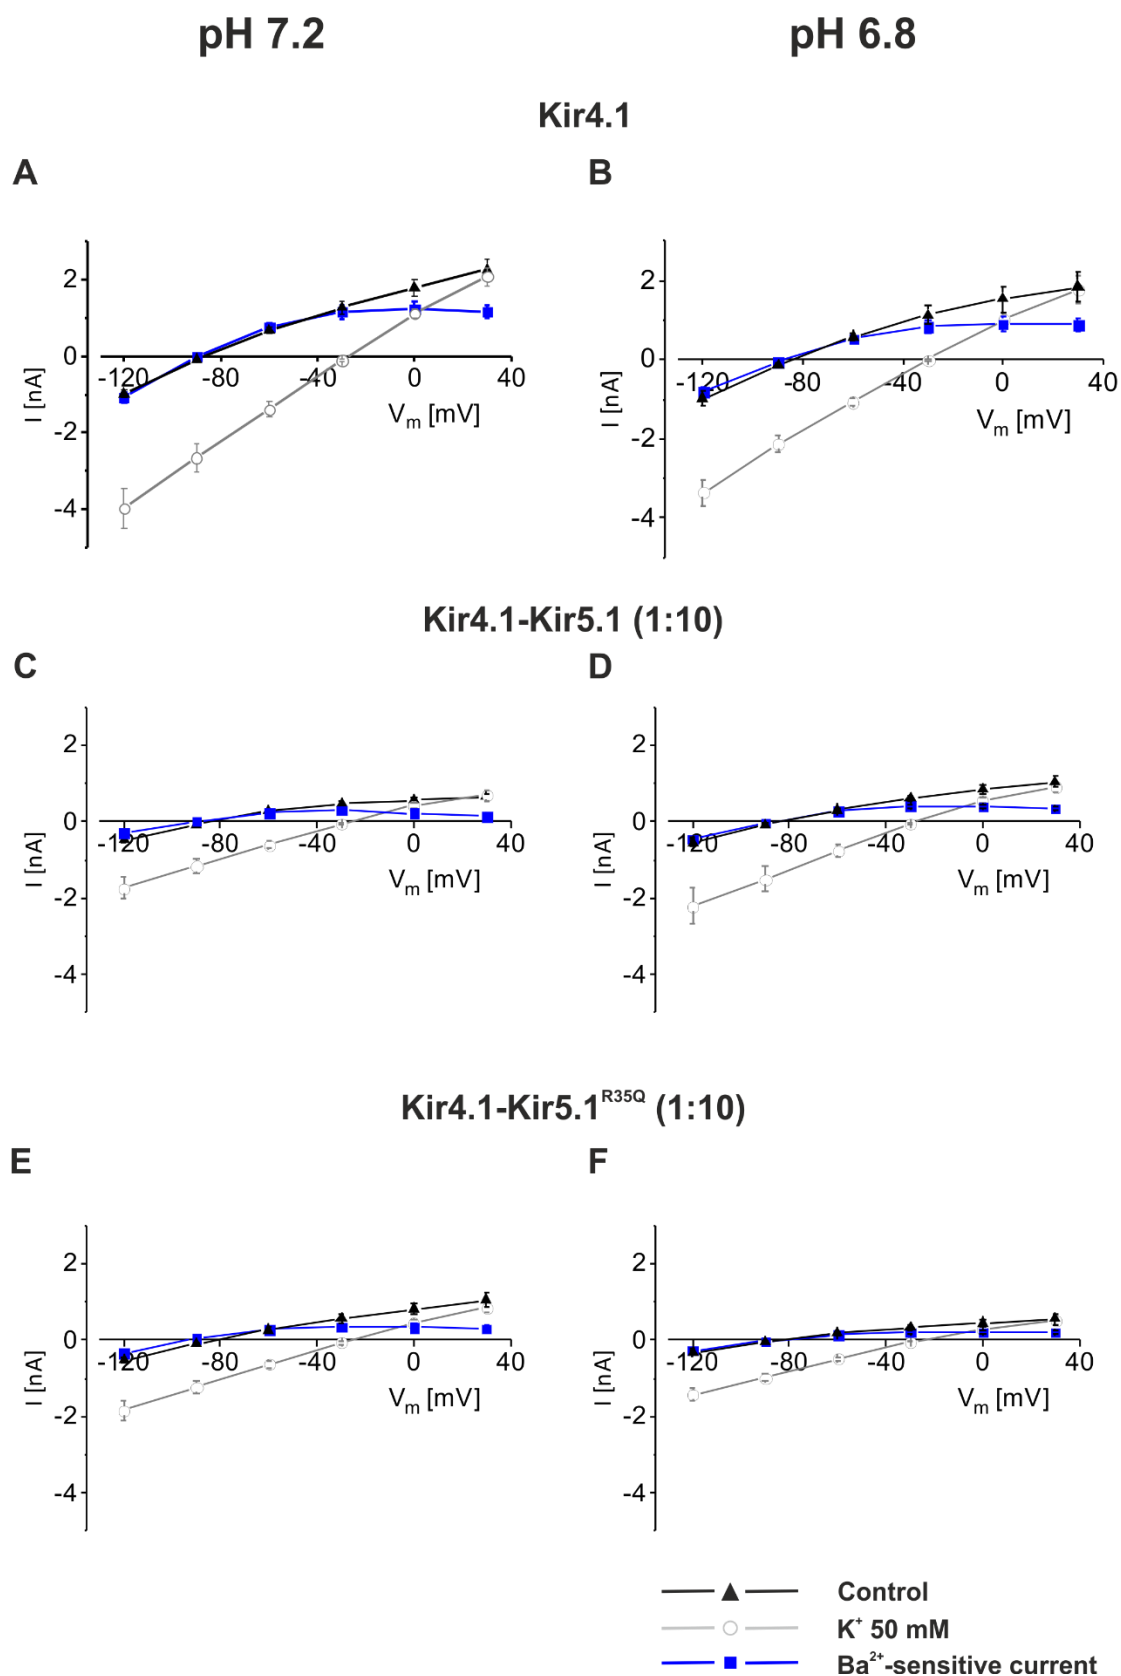 pH 7.2 pH 6.8
Kir4.1
A B
2 2
0 0
-120 -80 -40 0 40 -120 -80 -40 0 40
I [nA] Vm [mV] I [nA] Vm [mV]
-2 -2
-4 -4
Kir4.1-Kir5.1 (1:10)
C D
2 2
0 0
-120 -80 -40 0 40 -120 -80 -40 0 40
I [nA] Vm [mV] I [nA] Vm [mV]
-2 -2
-4 -4
Kir4.1-Kir5.1R35Q (1:10)
E F
2 2
0 0
-120 -80 -40 0 40 -120 -80 -40 0 40
I [nA] Vm [mV] I [nA] Vm [mV]
-2 -2
-4 -4
Control
K+ 50 mM
Ba2+-sensitive current